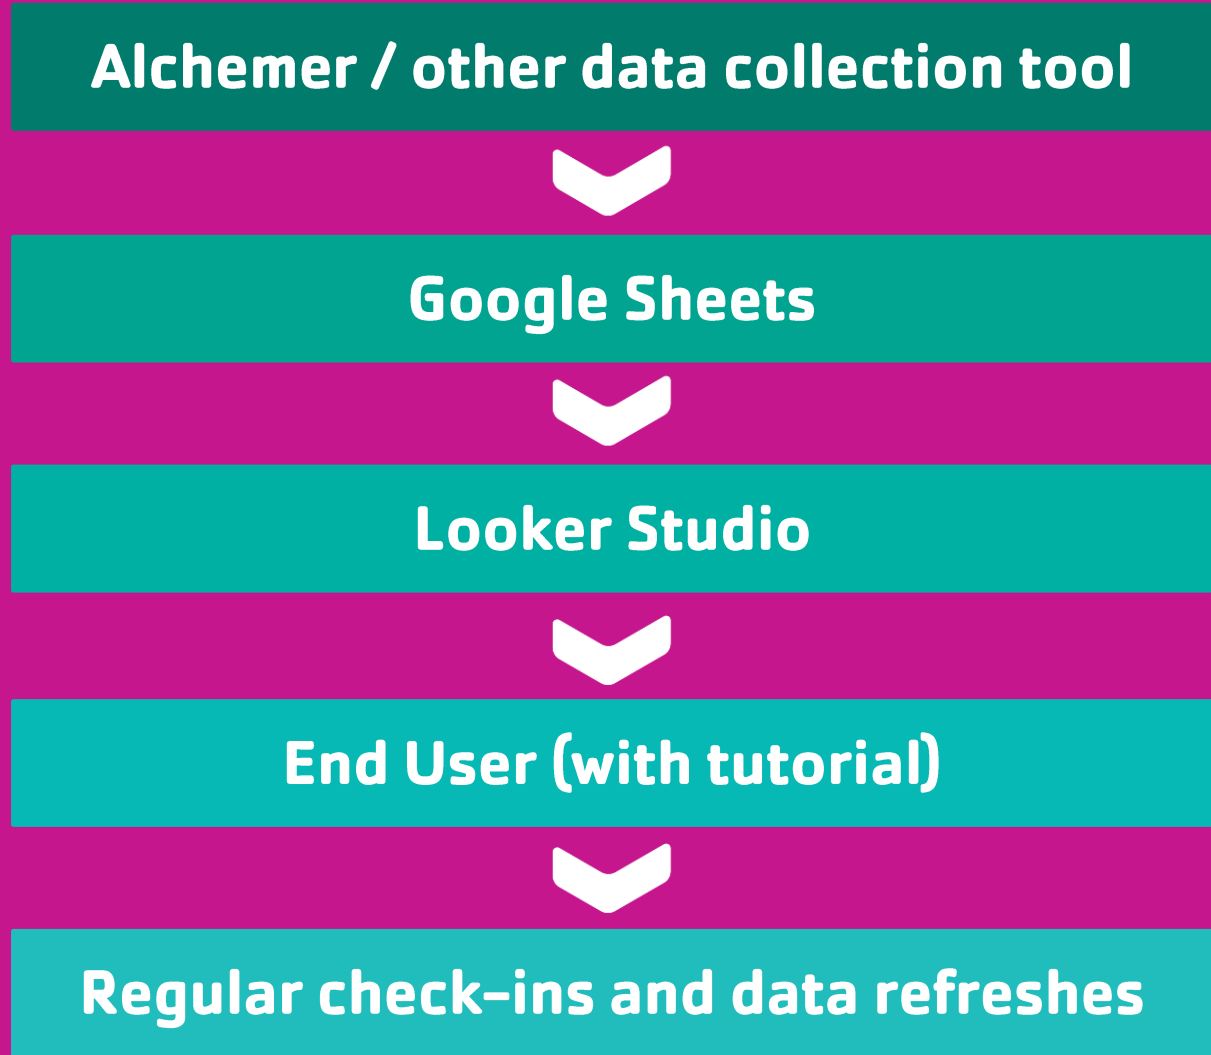 Alchemer / other data collection tool
Google Sheets
Looker Studio
End User (with tutorial)
Regular check-ins and data refreshes